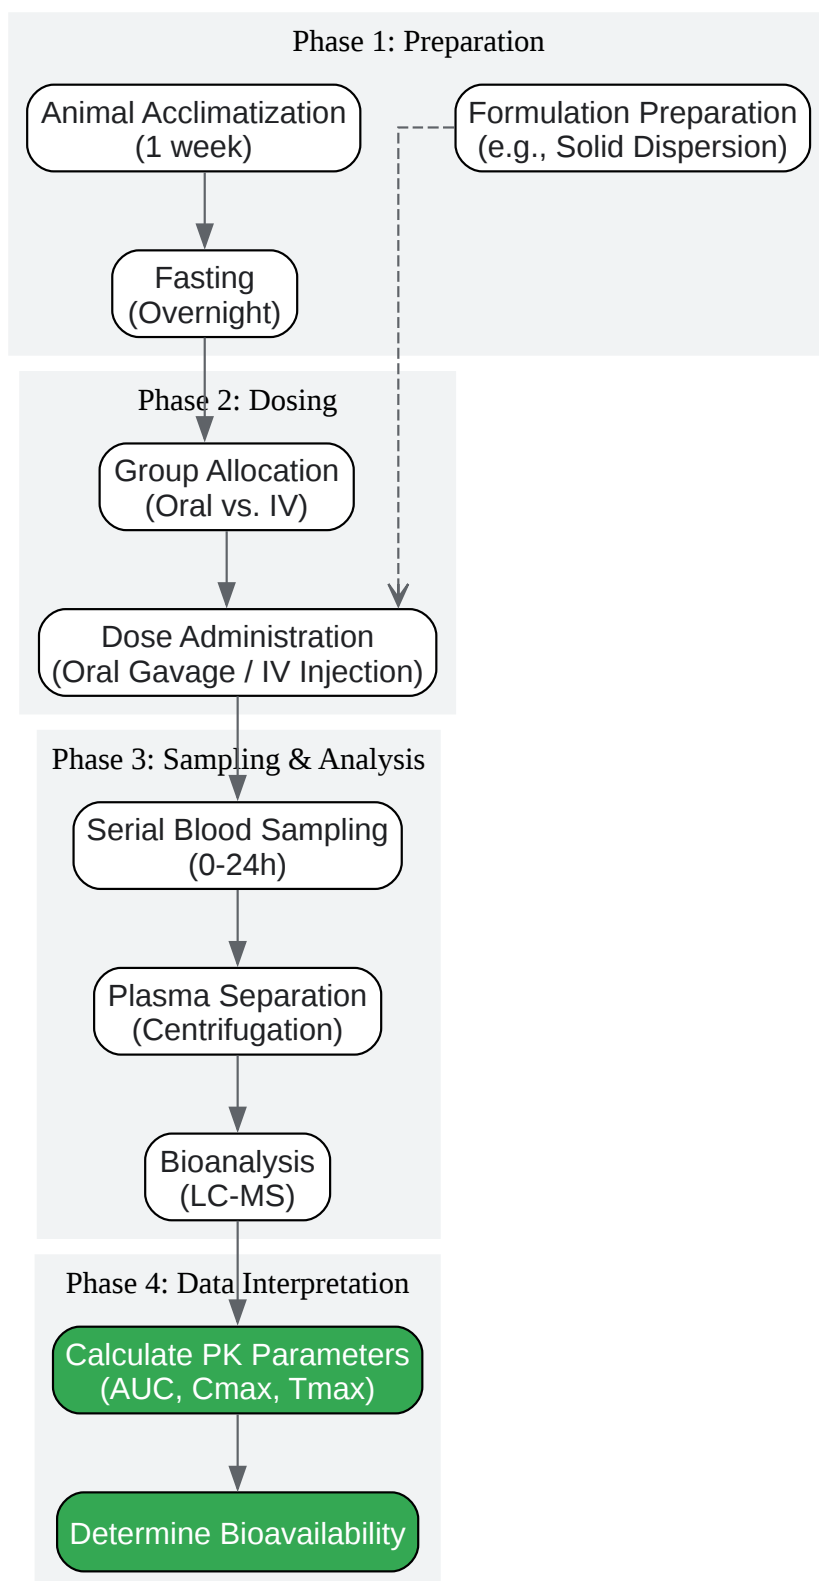 Phase 1: Preparation
Animal Acclimatization
(1 week)
Formulation Preparation
(e.g., Solid Dispersion)
Fasting
(Overnight)
Phase 2: Dosing
Group Allocation
(Oral vs. IV)
Dose Administration
(Oral Gavage / IV Injection)
Phase 3: Sampling & Analysis
Serial Blood Sampling
(0-24h)
Plasma Separation
(Centrifugation)
Bioanalysis
(LC-MS)
Phase 4: Data Interpretation
Calculate PK Parameters
(AUC, Cmax, Tmax)
Determine Bioavailability